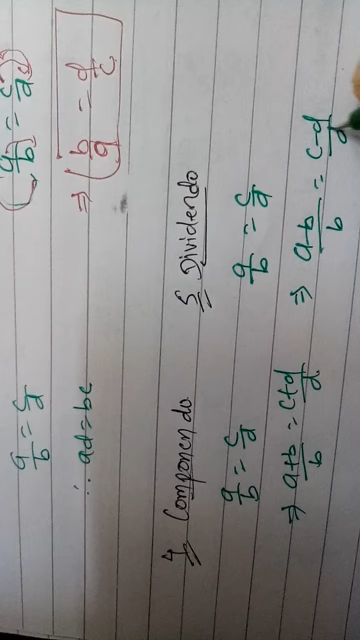 a/b = c/d
∴ ad = bc
(a/b = c/d)
⇒ (b/a = d/c
4 Componendo
a/b = c/d
⇒ a+b/b = c+d/d
5 Dividendo
a/b = c/d
⇒ a-b/b = c-d/d